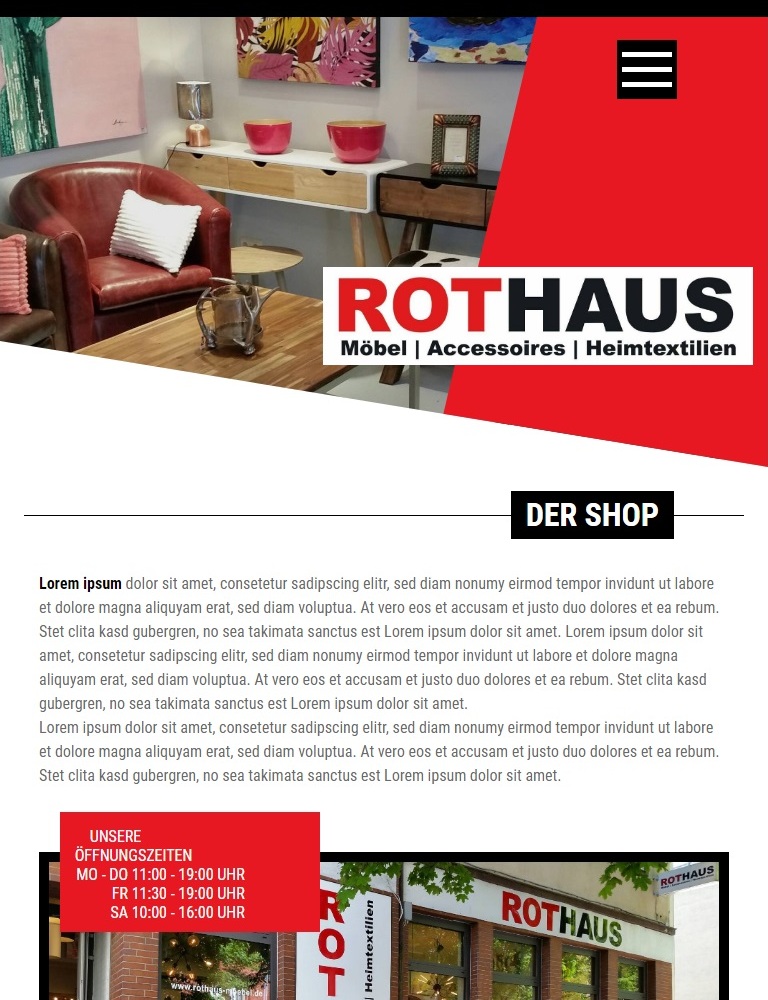 ROTHAUS
Möbel | Accessoires | Heimtextilien
DER SHOP
Lorem ipsum dolor sit amet, consetetur sadipscing elitr, sed diam nonumy eirmod tempor invidunt ut labore
et dolore magna aliquyam erat, sed diam voluptua. At vero eos et accusam et justo duo dolores et ea rebum.
Stet clita kasd gubergren, no sea takimata sanctus est Lorem ipsum dolor sit amet. Lorem ipsum dolor sit
amet, consetetur sadipscing elitr, sed diam nonumy eirmod tempor invidunt ut labore et dolore magna
aliquyam erat, sed diam voluptua. At vero eos et accusam et justo duo dolores et ea rebum. Stet clita kasd
gubergren, no sea takimata sanctus est Lorem ipsum dolor sit amet.
Lorem ipsum dolor sit amet, consetetur sadipscing elitr, sed diam nonumy eirmod tempor invidunt ut labore
et dolore magna aliquyam erat, sed diam voluptua. At vero eos et accusam et justo duo dolores et ea rebum.
Stet clita kasd gubergren, no sea takimata sanctus est Lorem ipsum dolor sit amet.
UNSERE
ÖFFNUNGSZEITEN
MO - DO 11:00 - 19:00 UHR
FR 11:30 - 19:00 UHR
SA 10:00 - 16:00 UHR
ROTHAUS
ROTHAUS
ROT
Heimtextilien
www.rothaus-moebel.de